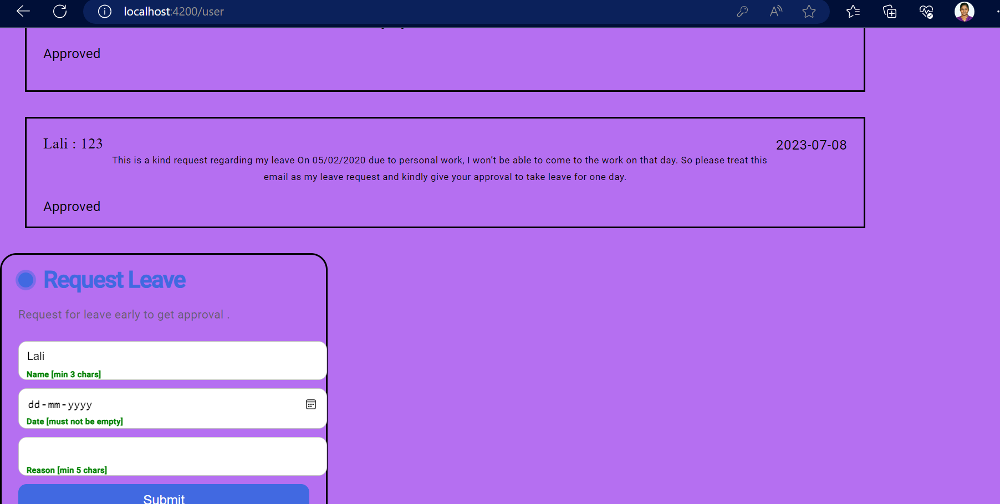 localhost:4200/user
Approved
Lali : 123
2023-07-08
This is a kind request regarding my leave On 05/02/2020 due to personal work, I won't be able to come to the work on that day. So please treat this
email as my leave request and kindly give your approval to take leave for one day.
Approved
Request Leave
Request for leave early to get approval .
Lali
Name [min 3 chars]
dd-mm-yyyy
Date [must not be empty]
Reason [min 5 chars]
Submit